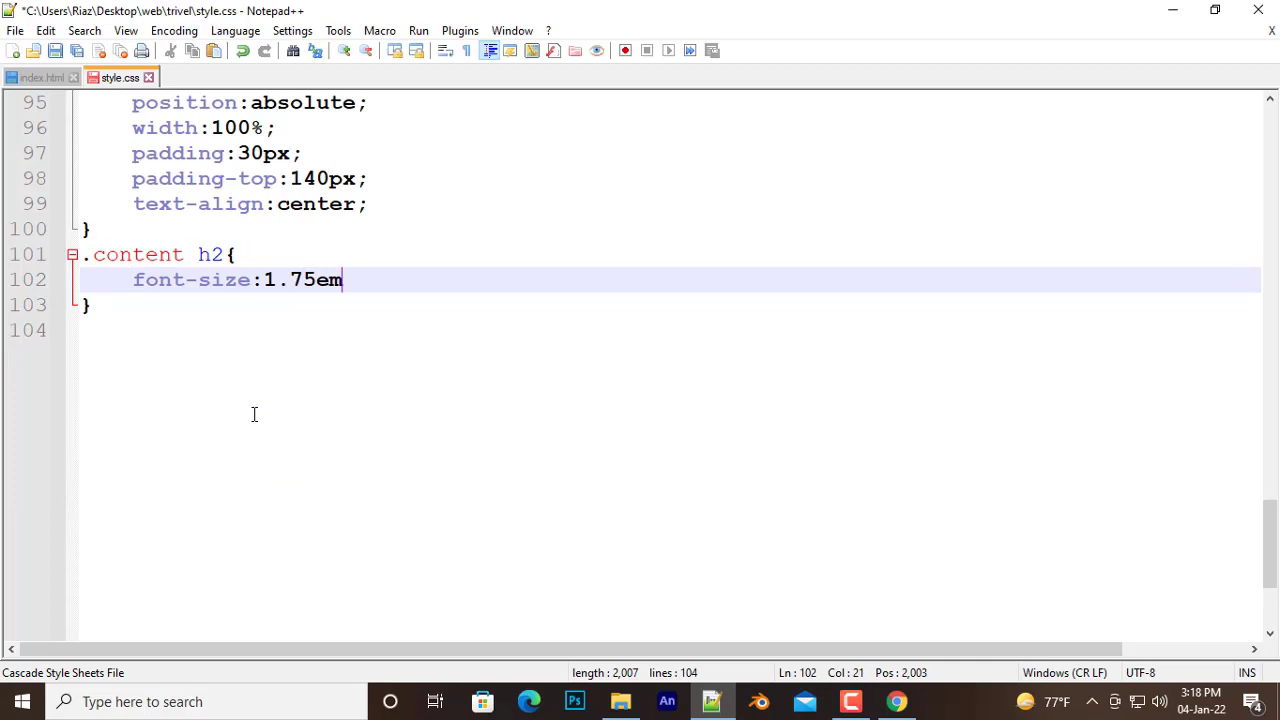 *C:\Users\Riaz\Desktop\web\trivel\style.css - Notepad++
File Edit Search View Encoding Language Settings Tools Macro Run Plugins Window ? X
index.html style.css
95 position:absolute;
96 width:100%;
97 padding:30px;
98 padding-top:140px;
99 text-align:center;
100 }
101 .content h2{
102 font-size:1.75em
103 }
104
Cascade Style Sheets File length : 2,007 lines : 104 Ln : 102 Col : 21 Pos : 2,003 Windows (CR LF) UTF-8 INS
Type here to search Ps An 77°F 3:18 PM
04-Jan-22 4